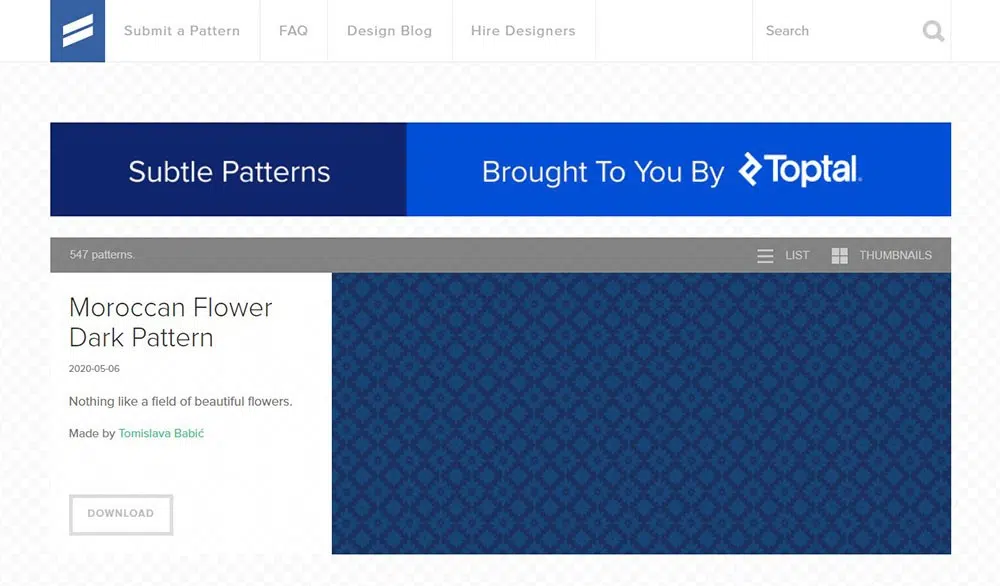 Submit a Pattern
FAQ
Design Blog
Hire Designers
Search
Subtle Patterns
Brought To You By Toptal.
547 patterns.
LIST
THUMBNAILS
Moroccan Flower
Dark Pattern
2020-05-06
Nothing like a field of beautiful flowers.
Made by Tomislava Babić
DOWNLOAD